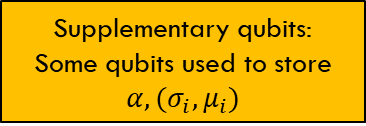 Supplementary qubits:
Some qubits used to store
𝛼, (𝜎ᵢ, 𝜇ᵢ)